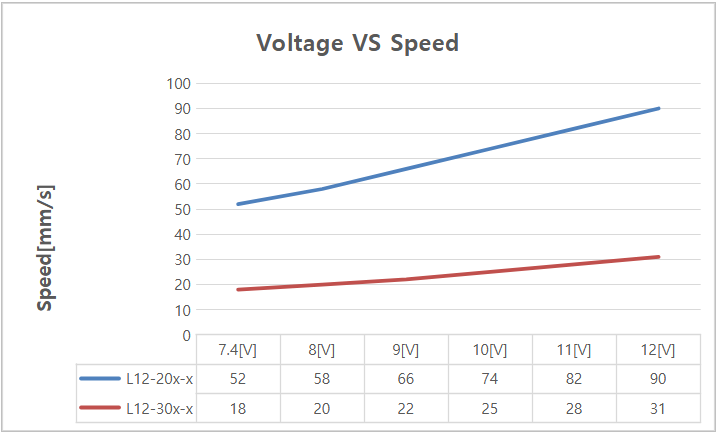 Voltage VS Speed
Speed[mm/s]
100
90
80
70
60
50
40
30
20
10
0
7.4[V] 8[V] 9[V] 10[V] 11[V] 12[V]
L12-20x-x 52 58 66 74 82 90
L12-30x-x 18 20 22 25 28 31